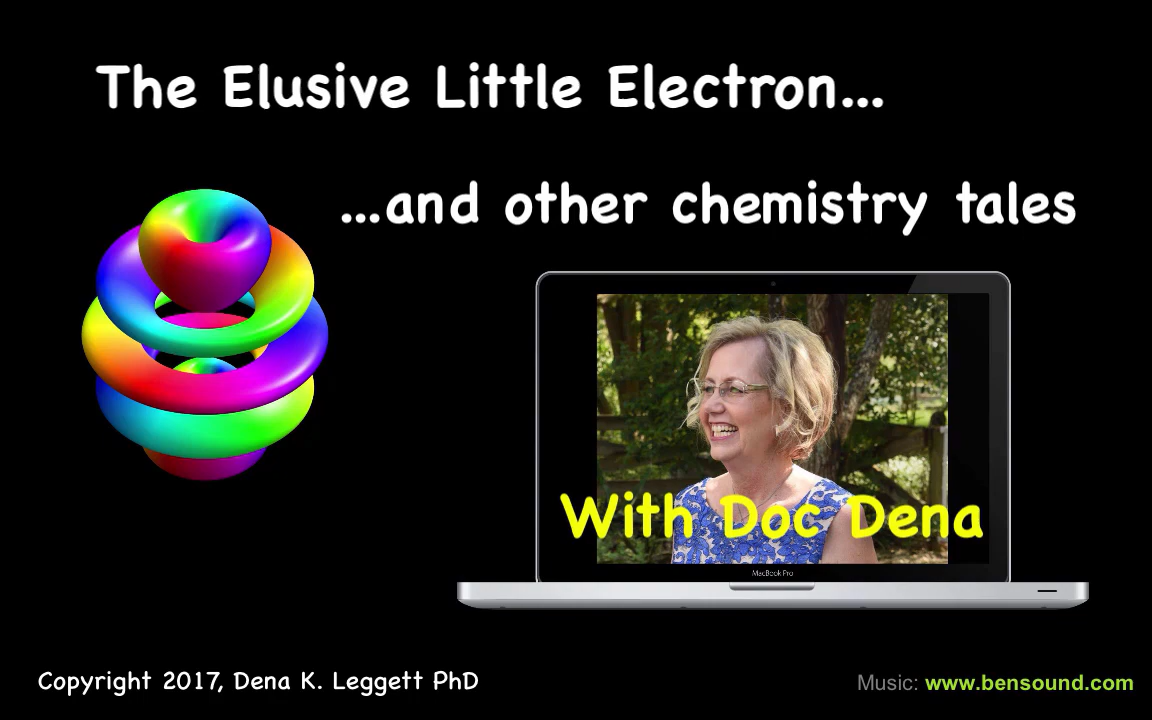 The Elusive Little Electron...
...and other chemistry tales
With Doc Dena
MacBook Pro
Copyright 2017, Dena K. Leggett PhD
Music: www.bensound.com